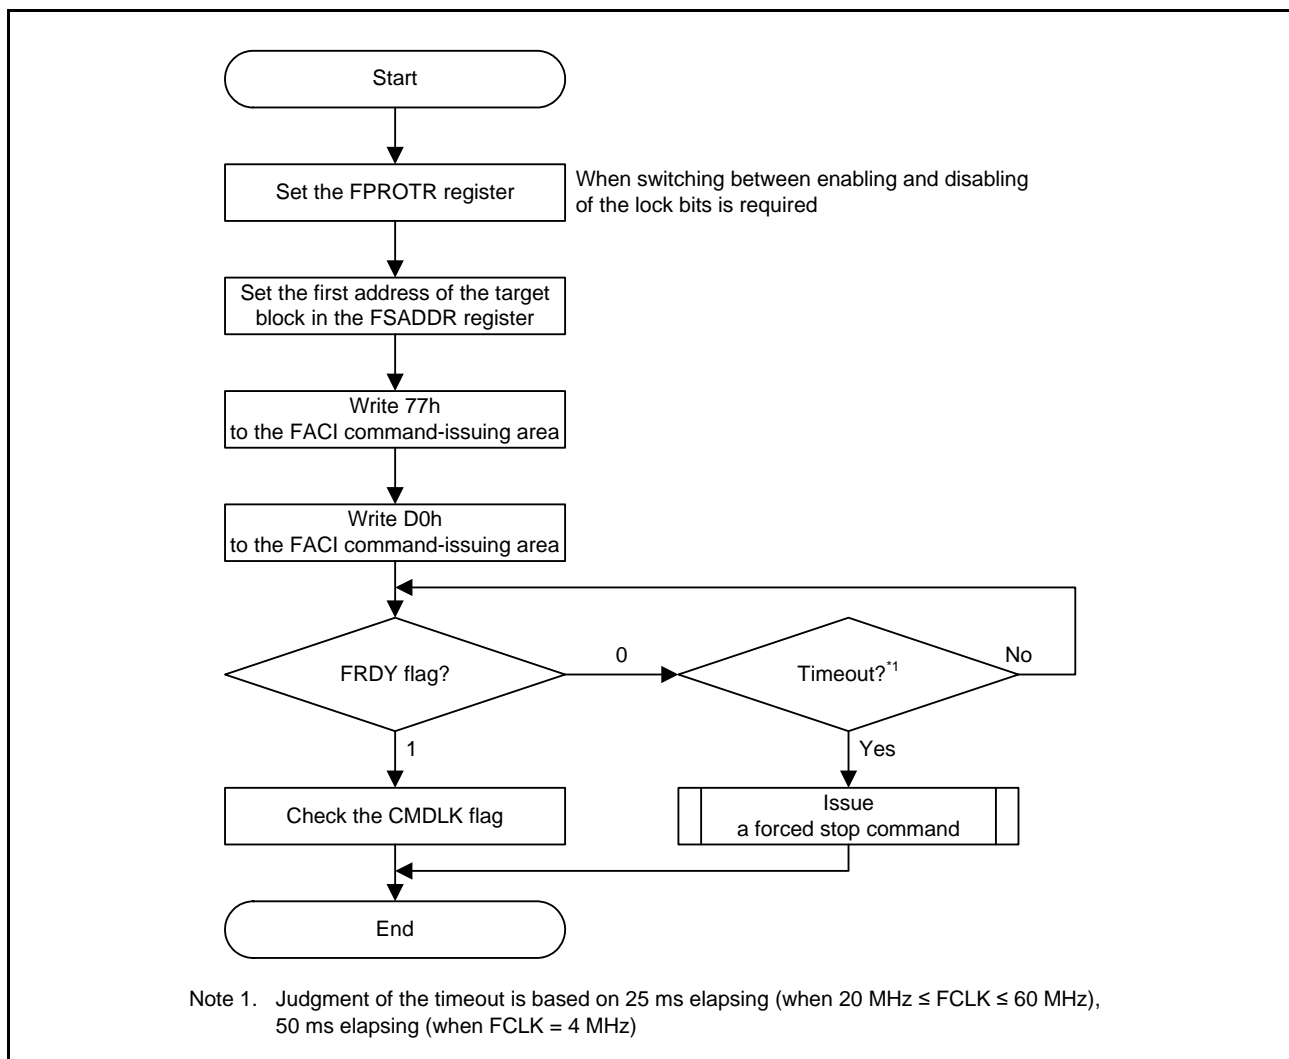 Start
Set the FPROTR register
When switching between enabling and disabling
of the lock bits is required
Set the first address of the target
block in the FSADDR register
Write 77h
to the FACI command-issuing area
Write D0h
to the FACI command-issuing area
FRDY flag?
0
Timeout?*1
No
1
Yes
Check the CMDLK flag
Issue
a forced stop command
End
Note 1. Judgment of the timeout is based on 25 ms elapsing (when 20 MHz ≤ FCLK ≤ 60 MHz),
50 ms elapsing (when FCLK = 4 MHz)